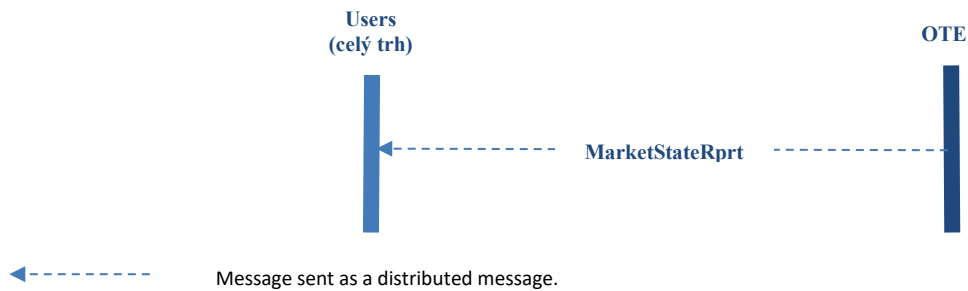 Users
(celý trh)
OTE
MarketStateRprt
Message sent as a distributed message.